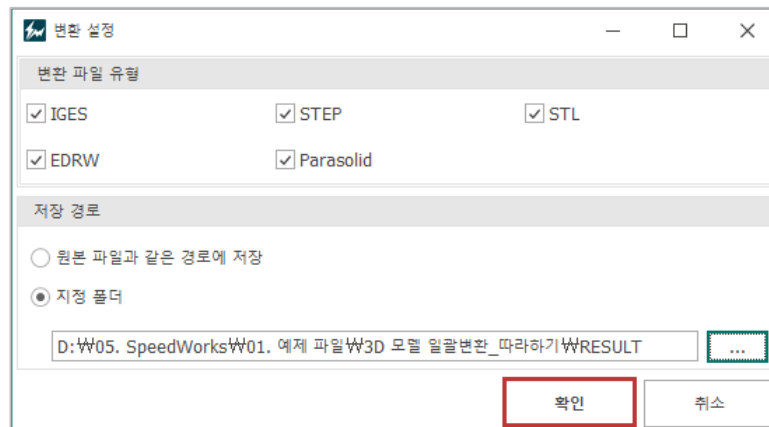 변환 설정
변환 파일 유형
IGES STEP STL
EDRW Parasolid
저장 경로
원본 파일과 같은 경로에 저장
지정 폴더
D:₩05. SpeedWorks₩01. 예제 파일₩3D 모델 일괄변환_따라하기₩RESULT ...
확인 취소